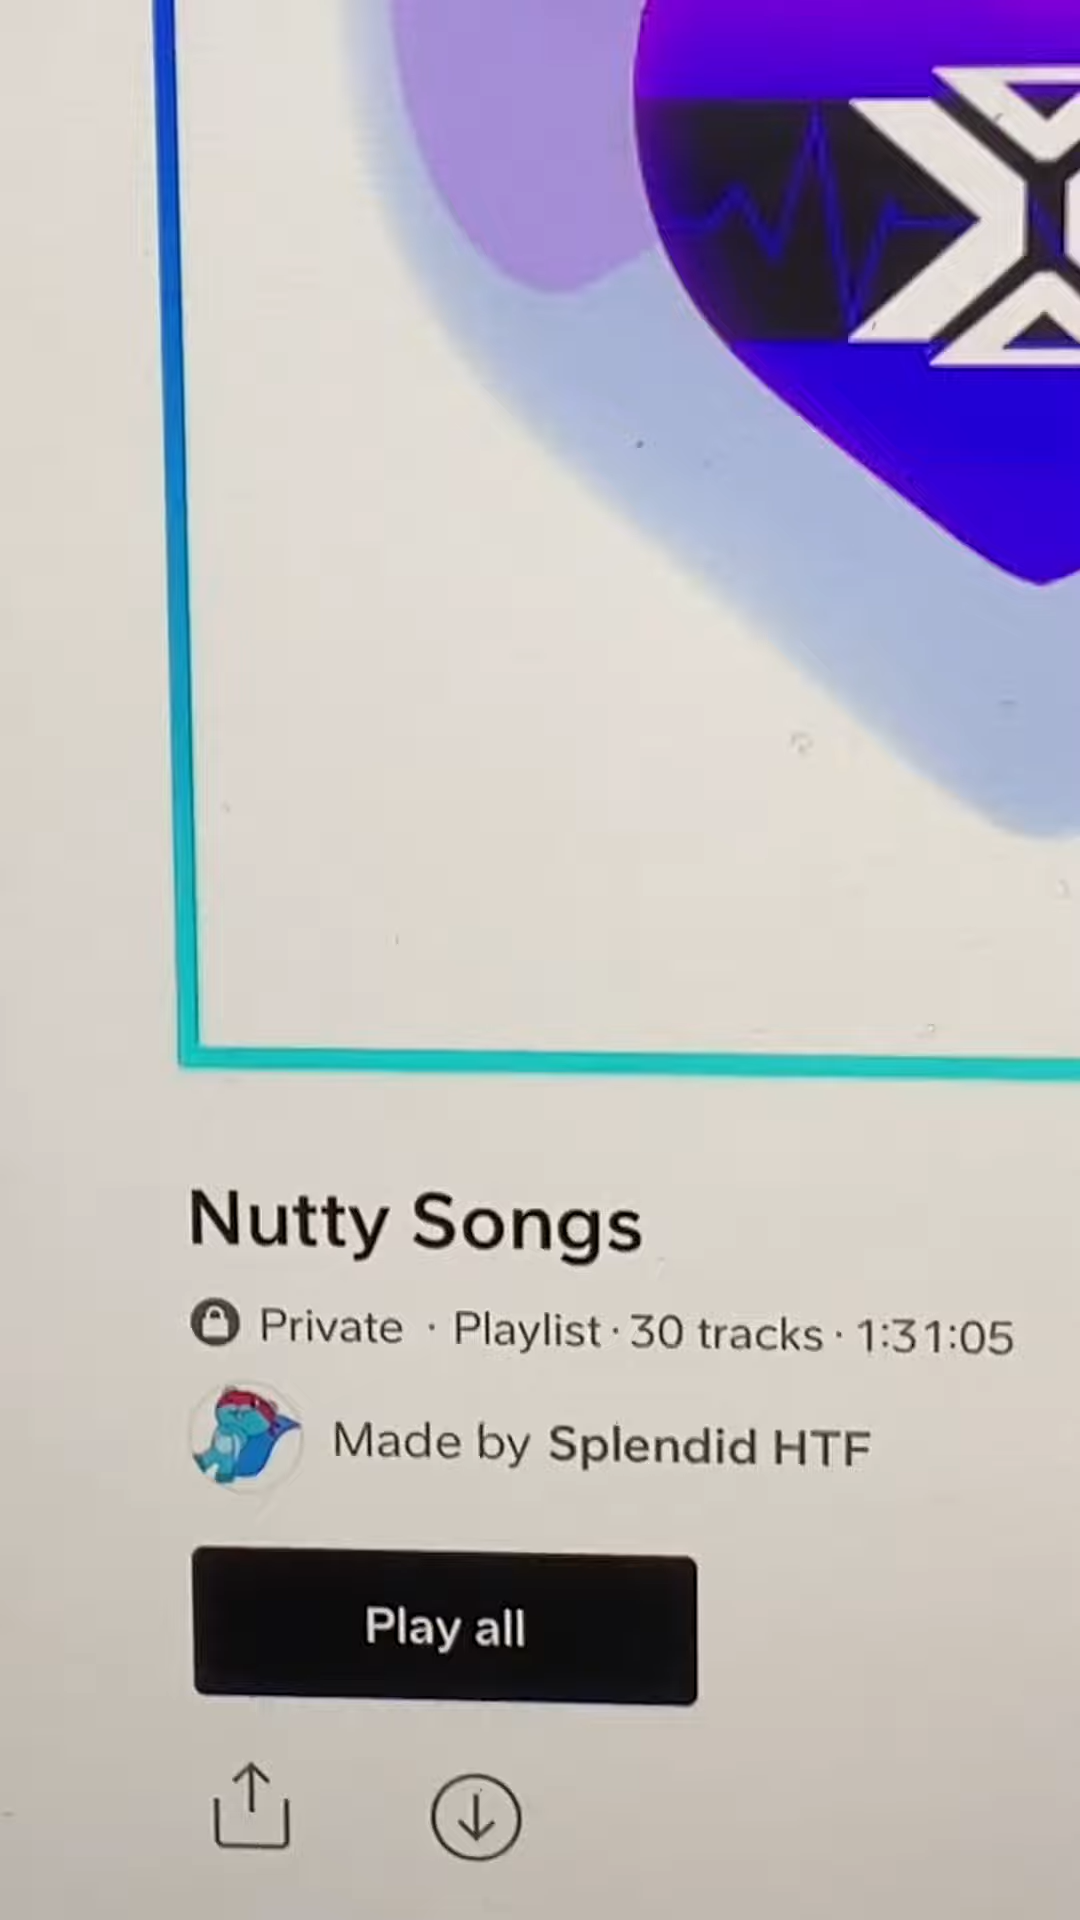 Nutty Songs
Private · Playlist · 30 tracks · 1:31:05
Made by Splendid HTF
Play all